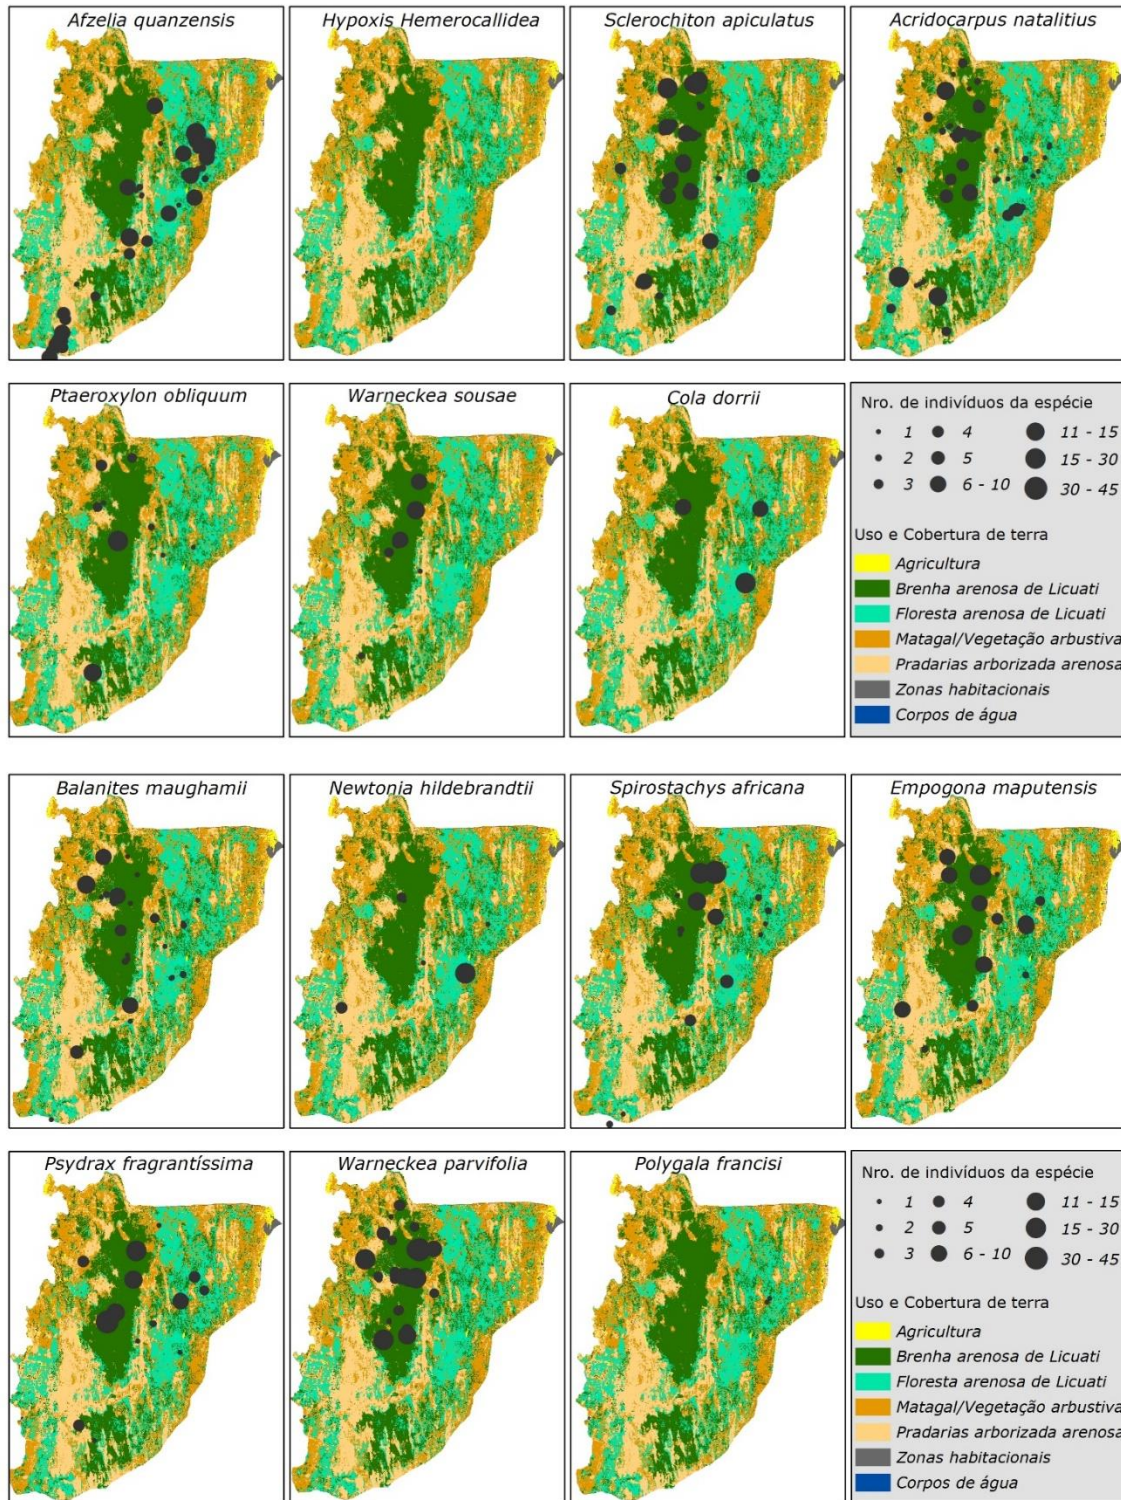 Afzelia quanzensis
Hypoxis Hemerocallidea
Sclerochiton apiculatus
Acridocarpus natalitius
Ptaeroxylon obliquum
Warneckea sousae
Cola dorrii
Nro. de indivíduos da espécie
1 4 11 - 15
2 5 15 - 30
3 6 - 10 30 - 45
Uso e Cobertura de terra
Agricultura
Brenha arenosa de Licuati
Floresta arenosa de Licuati
Matagal/Vegetação arbustiva
Pradarias arborizada arenosa
Zonas habitacionais
Corpos de água
Balanites maughamii
Newtonia hildebrandtii
Spirostachys africana
Empogona maputensis
Psydrax fragrantíssima
Warneckea parvifolia
Polygala francisi
Nro. de indivíduos da espécie
1 4 11 - 15
2 5 15 - 30
3 6 - 10 30 - 45
Uso e Cobertura de terra
Agricultura
Brenha arenosa de Licuati
Floresta arenosa de Licuati
Matagal/Vegetação arbustiva
Pradarias arborizada arenosa
Zonas habitacionais
Corpos de água